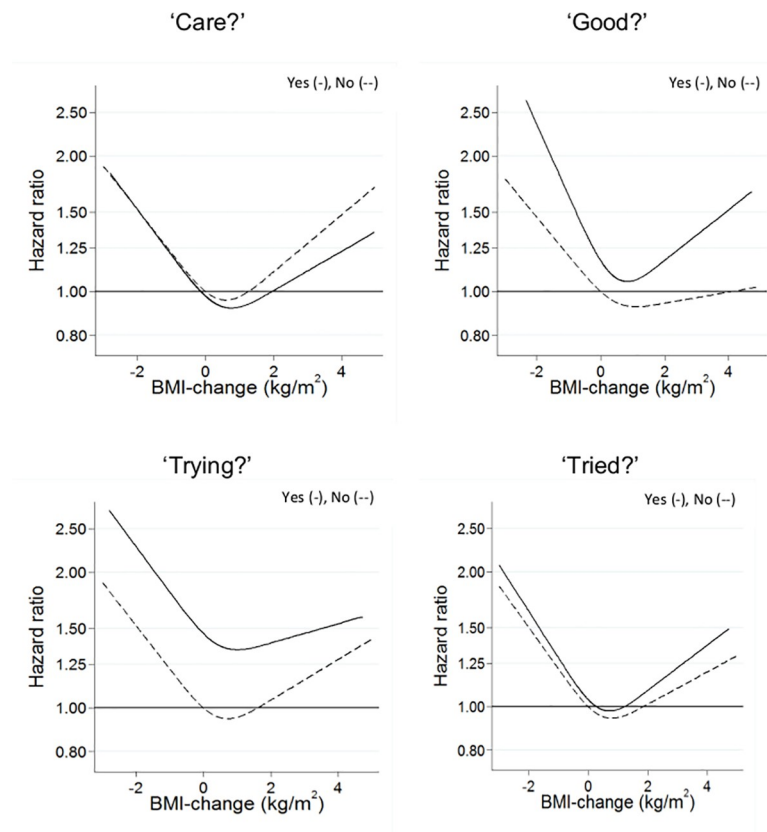 ‘Care?’
Yes (-), No (--)
2.50
2.00
1.50
1.25
1.00
0.80
Hazard ratio
-2 0 2 4
BMI-change (kg/m²)
‘Good?’
Yes (-), No (--)
2.50
2.00
1.50
1.25
1.00
0.80
Hazard ratio
-2 0 2 4
BMI-change (kg/m²)
‘Trying?’
Yes (-), No (--)
2.50
2.00
1.50
1.25
1.00
0.80
Hazard ratio
-2 0 2 4
BMI-change (kg/m²)
‘Tried?’
Yes (-), No (--)
2.50
2.00
1.50
1.25
1.00
0.80
Hazard ratio
-2 0 2 4
BMI-change (kg/m²)